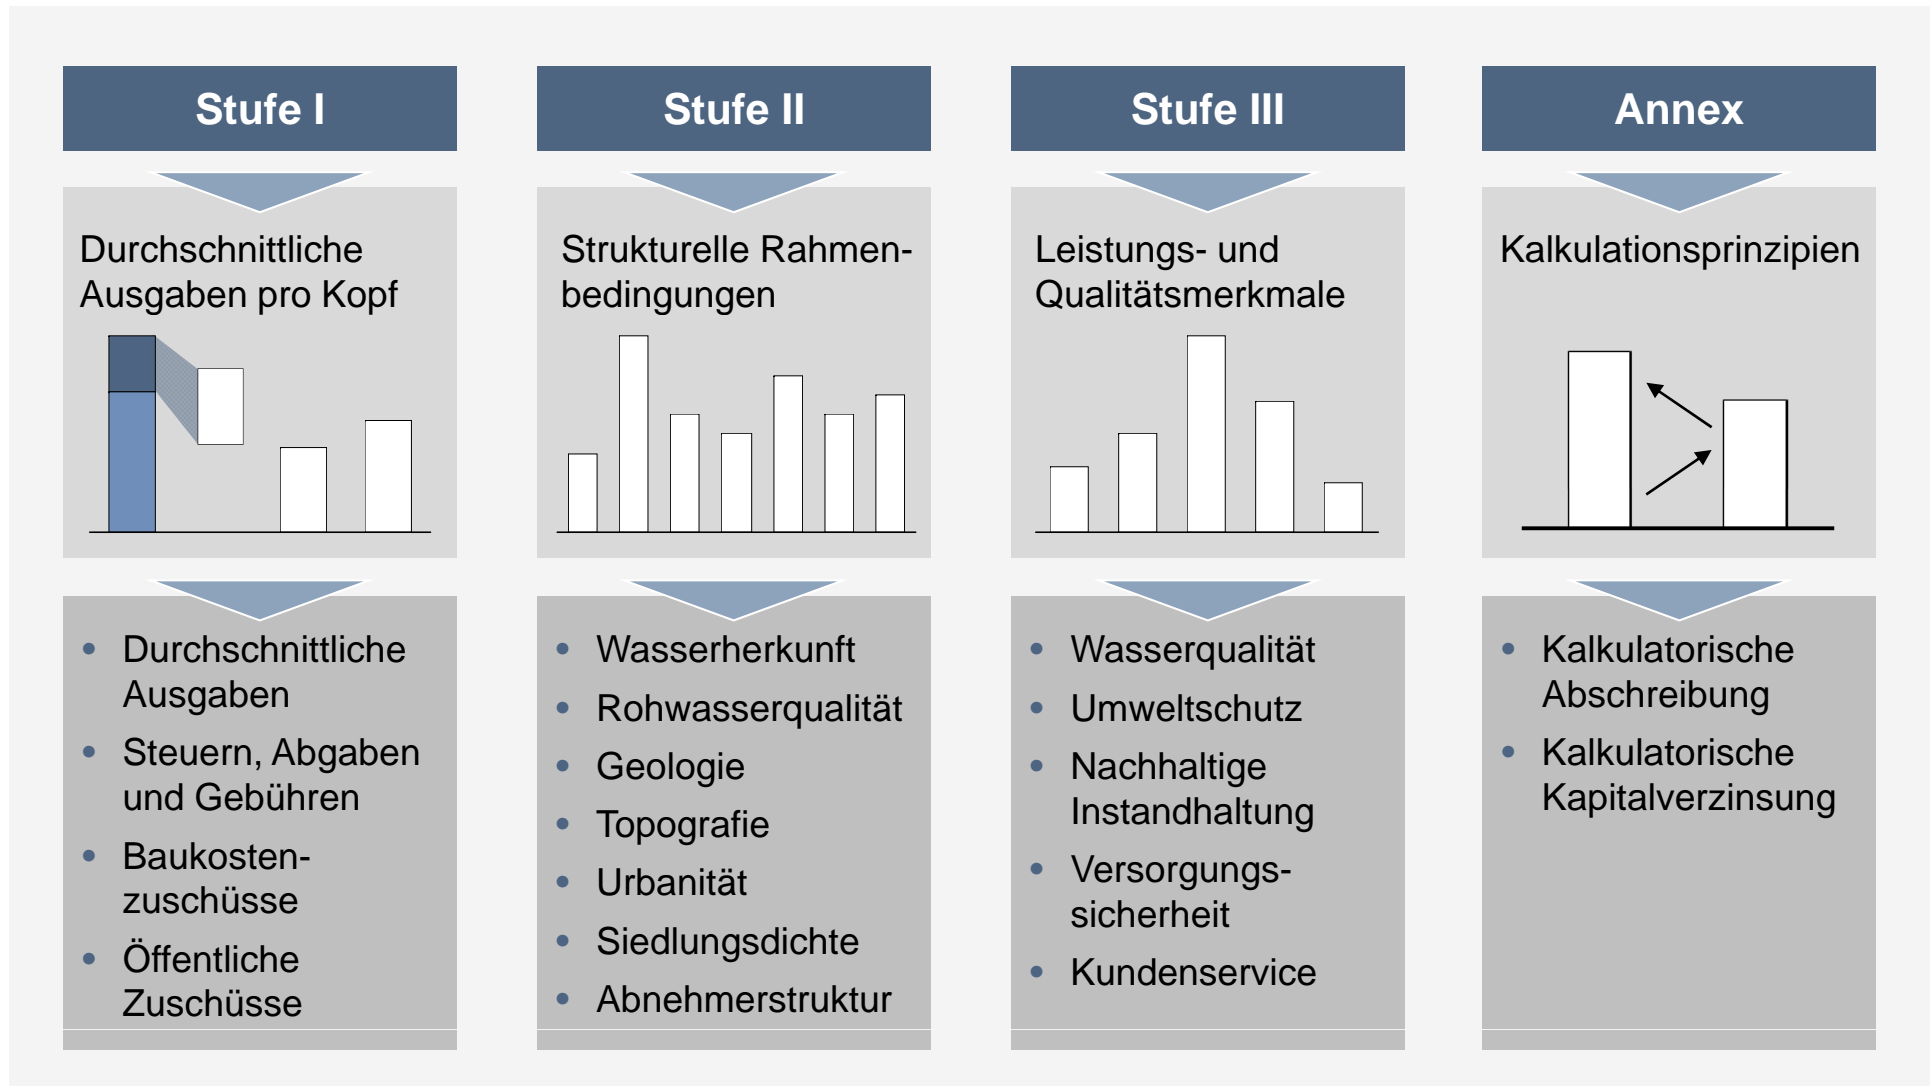 Stufe I
Durchschnittliche
Ausgaben pro Kopf
• Durchschnittliche
Ausgaben
• Steuern, Abgaben
und Gebühren
• Baukosten-
zuschüsse
• Öffentliche
Zuschüsse
Stufe II
Strukturelle Rahmen-
bedingungen
• Wasserherkunft
• Rohwasserqualität
• Geologie
• Topografie
• Urbanität
• Siedlungsdichte
• Abnehmerstruktur
Stufe III
Leistungs- und
Qualitätsmerkmale
• Wasserqualität
• Umweltschutz
• Nachhaltige
Instandhaltung
• Versorgungs-
sicherheit
• Kundenservice
Annex
Kalkulationsprinzipien
• Kalkulatorische
Abschreibung
• Kalkulatorische
Kapitalverzinsung